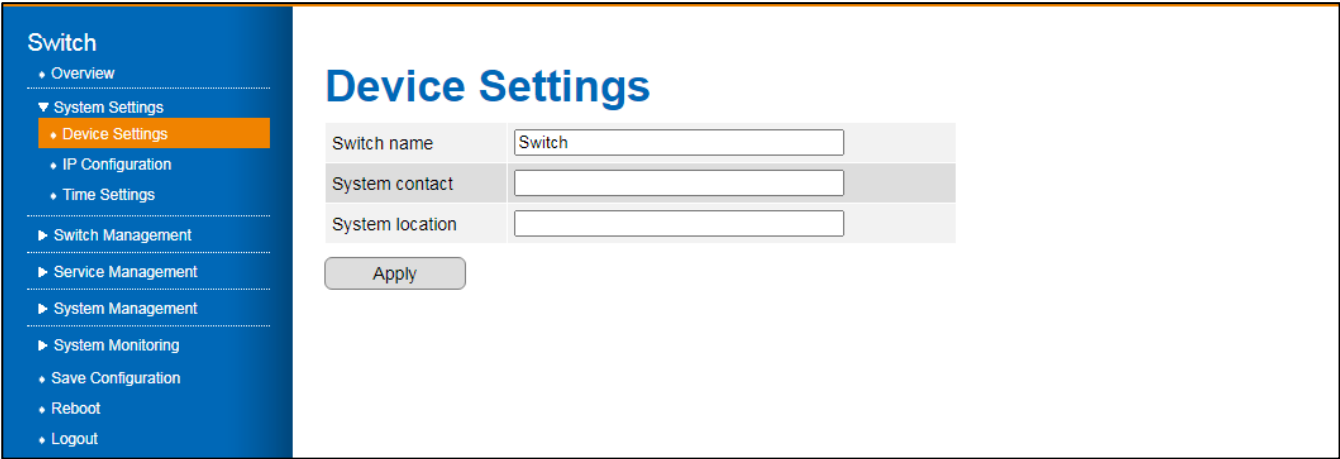 Switch
Overview
System Settings
Device Settings
IP Configuration
Time Settings
Switch Management
Service Management
System Management
System Monitoring
Save Configuration
Reboot
Logout
Device Settings
Switch name Switch
System contact
System location
Apply